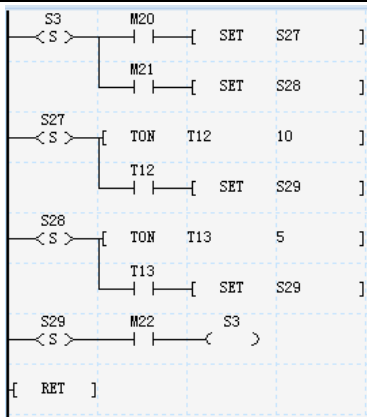 S3 M20
S SET S27
M21
SET S28
S27
S TON T12 10
T12
SET S29
S28
S TON T13 5
T13
SET S29
S29 M22 S3
S
RET